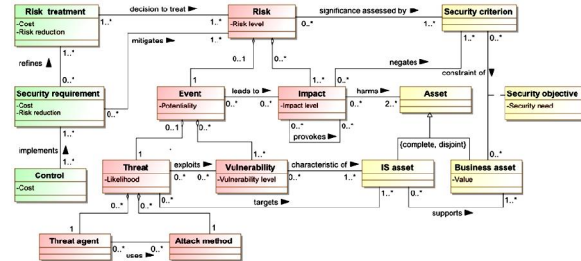 Risk treatment
-Cost
-Risk reduction
decision to treat
1..*
1..*
Risk
-Risk level
significance assessed by
0..*
1..*
Security criterion
refines
mitigates
1..*
1..*
0..1
0..*
negates
1..*
0..*
0..*
1
1..*
0..*
constraint of
Security requirement
-Cost
-Risk reduction
0..*
Event
-Potentiality
leads to
0..*
0..*
Impact
-Impact level
harms
0..*
2..*
Asset
Security objective
-Security need
provokes
0..*
0..*
implements
1..*
1..*
0..1
0..*
{complete, disjoint}
0..*
Control
-Cost
1
1..*
Threat
-Likelihood
exploits
0..*
0..*
Vulnerability
-Vulnerability level
characteristic of
0..*
1..*
IS asset
Business asset
-Value
0..*
0..*
0..*
targets
1..*
1..*
supports
1..*
1
1
Threat agent
0..*
0..*
uses
Attack method